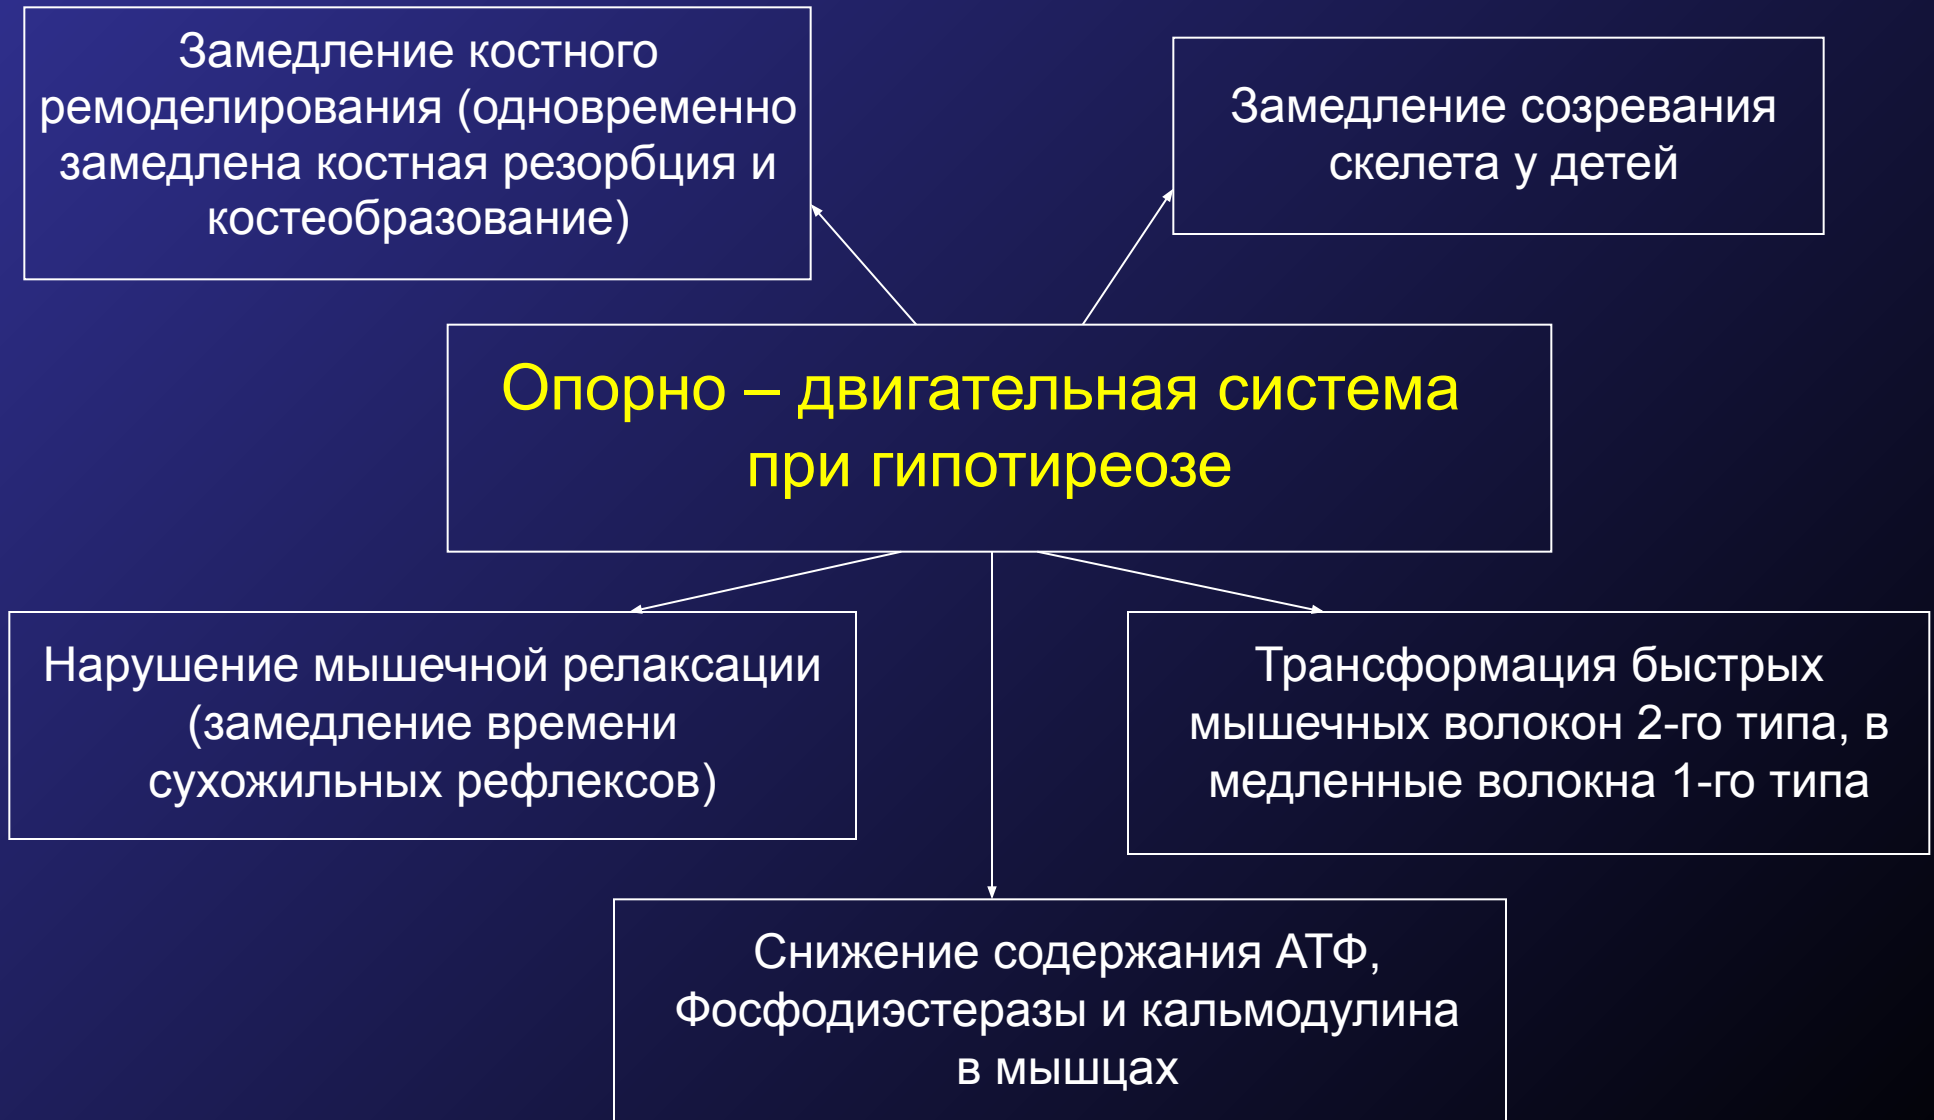 Замедление костного
ремоделирования (одновременно
замедлена костная резорбция и
костеобразование)
Замедление созревания
скелета у детей
Опорно – двигательная система
при гипотиреозе
Нарушение мышечной релаксации
(замедление времени
сухожильных рефлексов)
Трансформация быстрых
мышечных волокон 2-го типа, в
медленные волокна 1-го типа
Снижение содержания АТФ,
Фосфодиэстеразы и кальмодулина
в мышцах